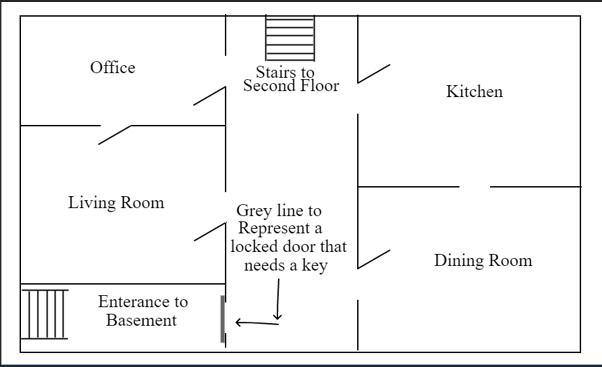 Office
Stairs to
Second Floor
Kitchen
Living Room
Grey line to
Represent a
locked door that
needs a key
Dining Room
Enterance to
Basement